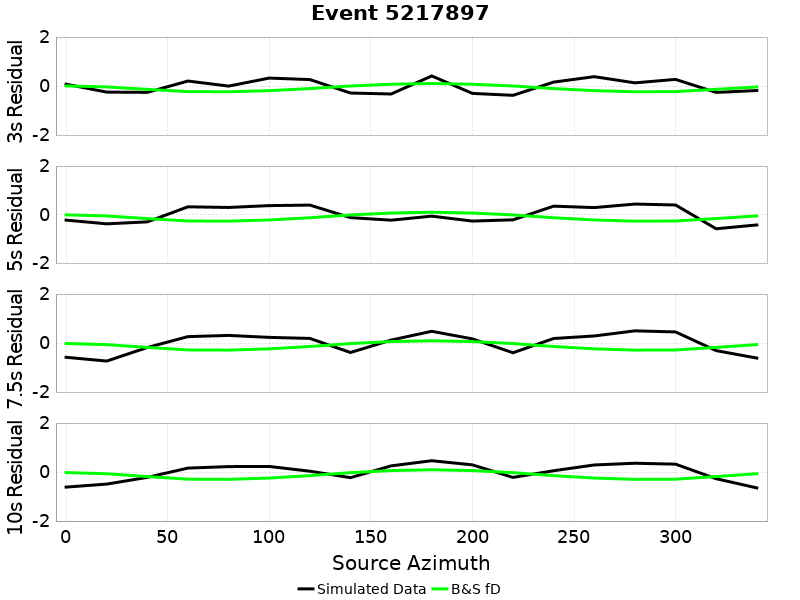 Event 5217897
3s Residual
2
0
-2
5s Residual
2
0
-2
7.5s Residual
2
0
-2
10s Residual
2
0
-2
0 50 100 150 200 250 300
Source Azimuth
Simulated Data B&S fD